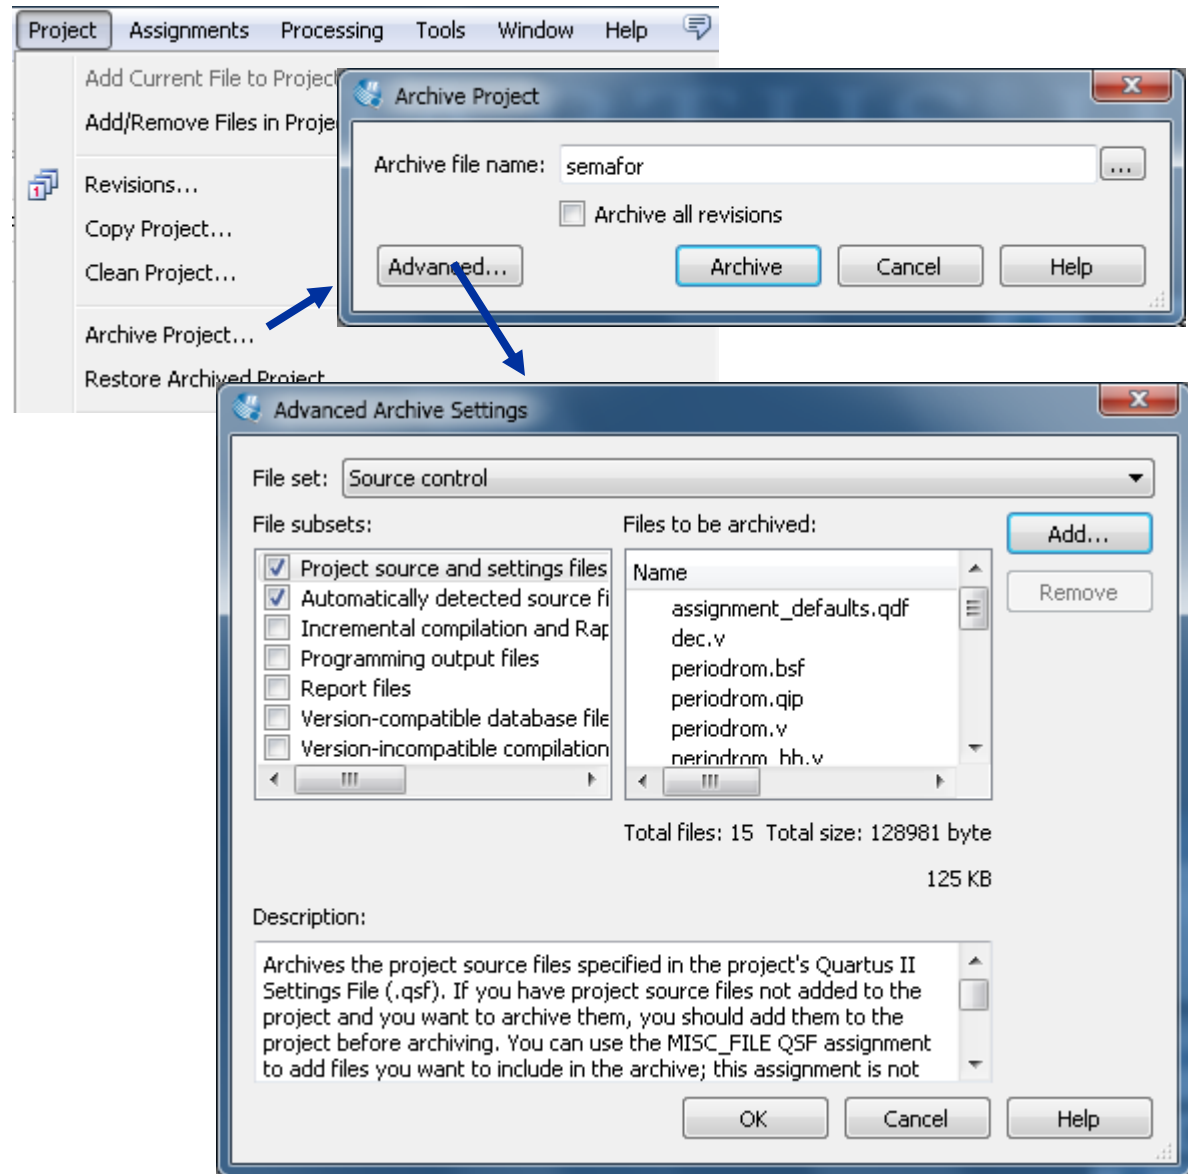 Project Assignments Processing Tools Window Help
Add Current File to Project
Add/Remove Files in Proje
1
Revisions...
Copy Project...
Clean Project...
Archive Project...
Restore Archived Project
Archive Project
Archive file name: semafor ...
Archive all revisions
Advanced... Archive Cancel Help
Advanced Archive Settings
File set: Source control
File subsets:
Project source and settings files
Automatically detected source fi
Incremental compilation and Rap
Programming output files
Report files
Version-compatible database file
Version-incompatible compilation
Files to be archived:
Name
assignment_defaults.qdf
dec.v
periodrom.bsf
periodrom.qip
periodrom.v
periodrom_bb.v
Add...
Remove
Total files: 15 Total size: 128981 byte
125 KB
Description:
Archives the project source files specified in the project's Quartus II
Settings File (.qsf). If you have project source files not added to the
project and you want to archive them, you should add them to the
project before archiving. You can use the MISC_FILE QSF assignment
to add files you want to include in the archive; this assignment is not
OK Cancel Help